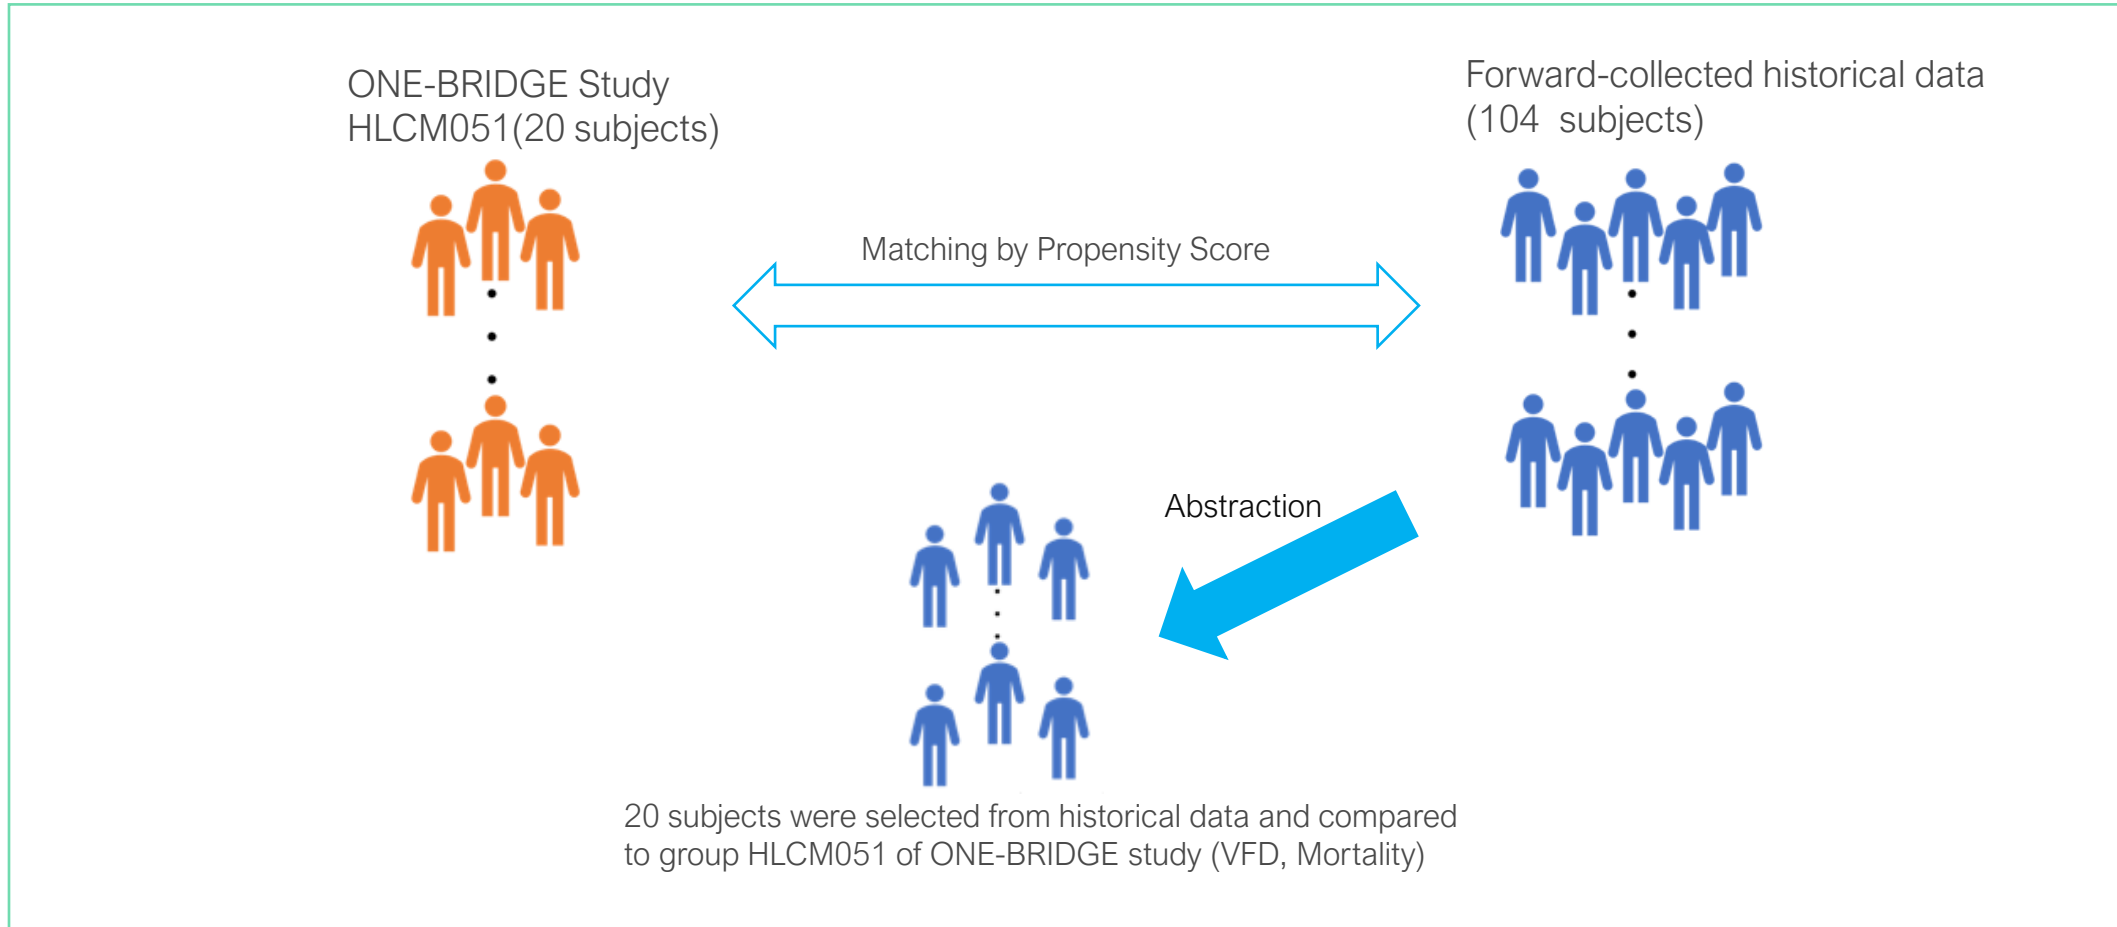 ONE-BRIDGE Study
HLCM051(20 subjects)
Forward-collected historical data
(104 subjects)
Matching by Propensity Score
Abstraction
20 subjects were selected from historical data and compared
to group HLCM051 of ONE-BRIDGE study (VFD, Mortality)